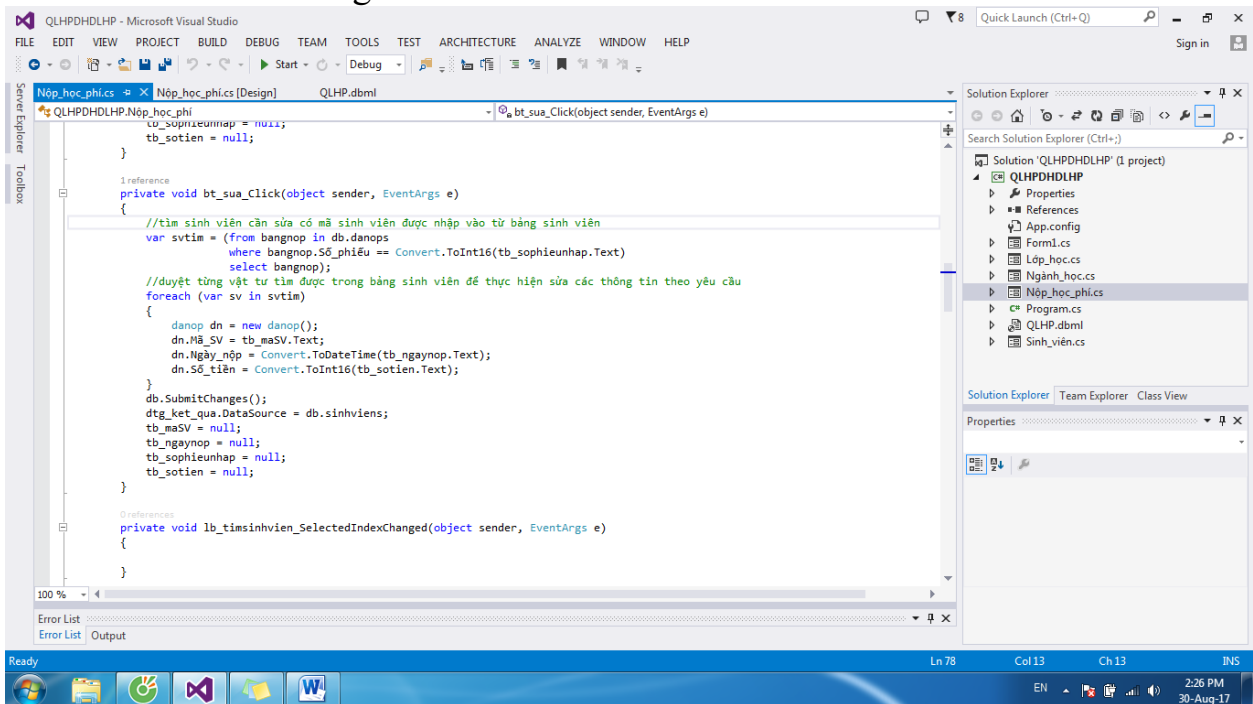 QLHPDHDLHP - Microsoft Visual Studio
8
Quick Launch (Ctrl+Q)
FILE EDIT VIEW PROJECT BUILD DEBUG TEAM TOOLS TEST ARCHITECTURE ANALYZE WINDOW HELP
Sign in
Start
Debug
Server Explorer
Toolbox
Nộp_học_phí.cs
Nộp_học_phí.cs [Design]
QLHP.dbml
QLHPDHDLHP.Nộp_học_phí
bt_sua_Click(object sender, EventArgs e)
tb_sophieunhap = null;
tb_sotien = null;
}
1 reference
private void bt_sua_Click(object sender, EventArgs e)
{
//tìm sinh viên cần sửa có mã sinh viên được nhập vào từ bảng sinh viên
var svtim = (from bangnop in db.danops
where bangnop.Số_phiếu == Convert.ToInt16(tb_sophieunhap.Text)
select bangnop);
//duyệt từng vật tư tìm được trong bảng sinh viên để thực hiện sửa các thông tin theo yêu cầu
foreach (var sv in svtim)
{
danop dn = new danop();
dn.Mã_SV = tb_maSV.Text;
dn.Ngày_nộp = Convert.ToDateTime(tb_ngaynop.Text);
dn.Số_tiền = Convert.ToInt16(tb_sotien.Text);
}
db.SubmitChanges();
dtg_ket_qua.DataSource = db.sinhviens;
tb_maSV = null;
tb_ngaynop = null;
tb_sophieunhap = null;
tb_sotien = null;
}
0 references
private void lb_timsinhvien_SelectedIndexChanged(object sender, EventArgs e)
{
}
100 %
Error List
Error List Output
Solution Explorer
Search Solution Explorer (Ctrl+;)
Solution 'QLHPDHDLHP' (1 project)
QLHPDHDLHP
Properties
References
App.config
Form1.cs
Lớp_học.cs
Ngành_học.cs
Nộp_học_phí.cs
Program.cs
QLHP.dbml
Sinh_viên.cs
Solution Explorer Team Explorer Class View
Properties
Ready
Ln 78 Col 13 Ch 13 INS
EN
2:26 PM
30-Aug-17